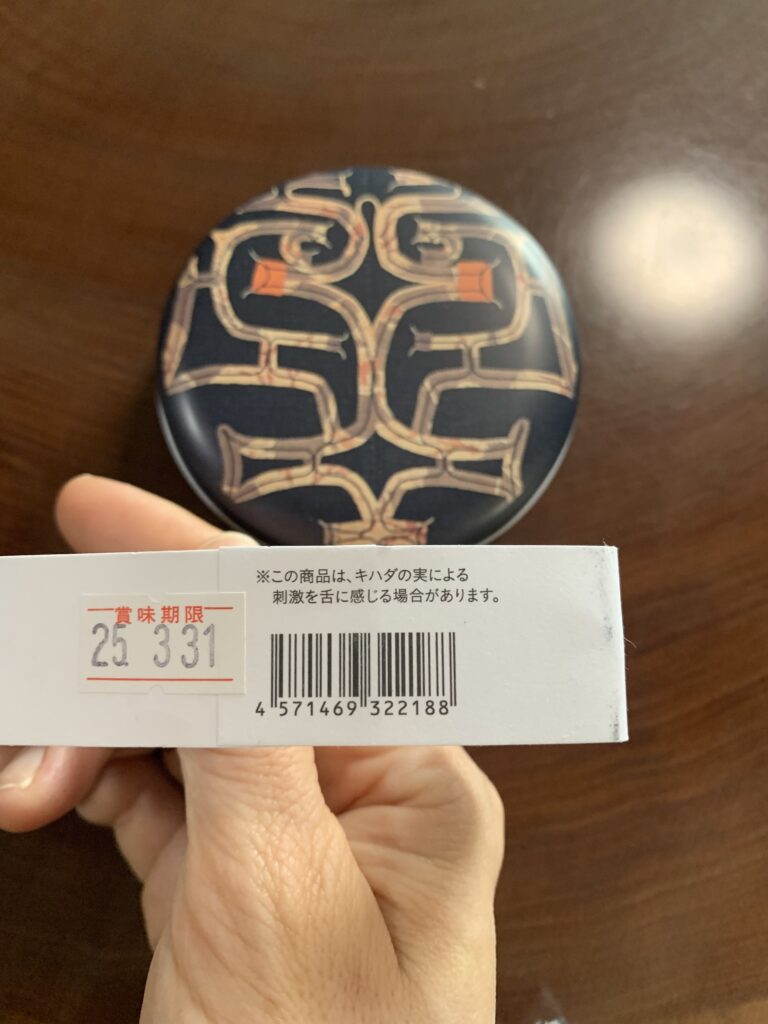 ※この商品は、キハダの実による
刺激を舌に感じる場合があります。
賞味期限
25. 3 31
4 571469 322188